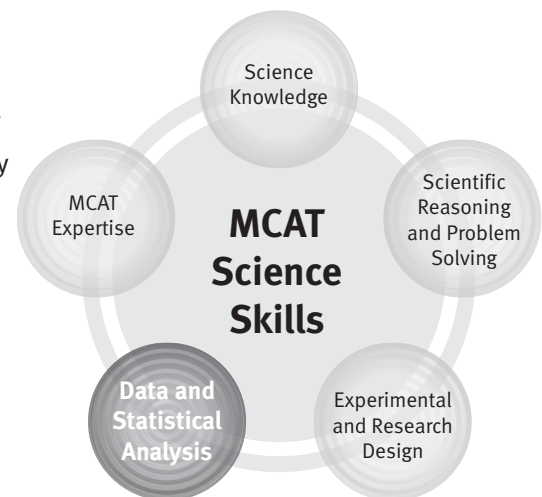 Science
Knowledge
MCAT
Expertise
Scientific
Reasoning
and Problem
Solving
MCAT
Science
Skills
Data and
Statistical
Analysis
Experimental
and Research
Design